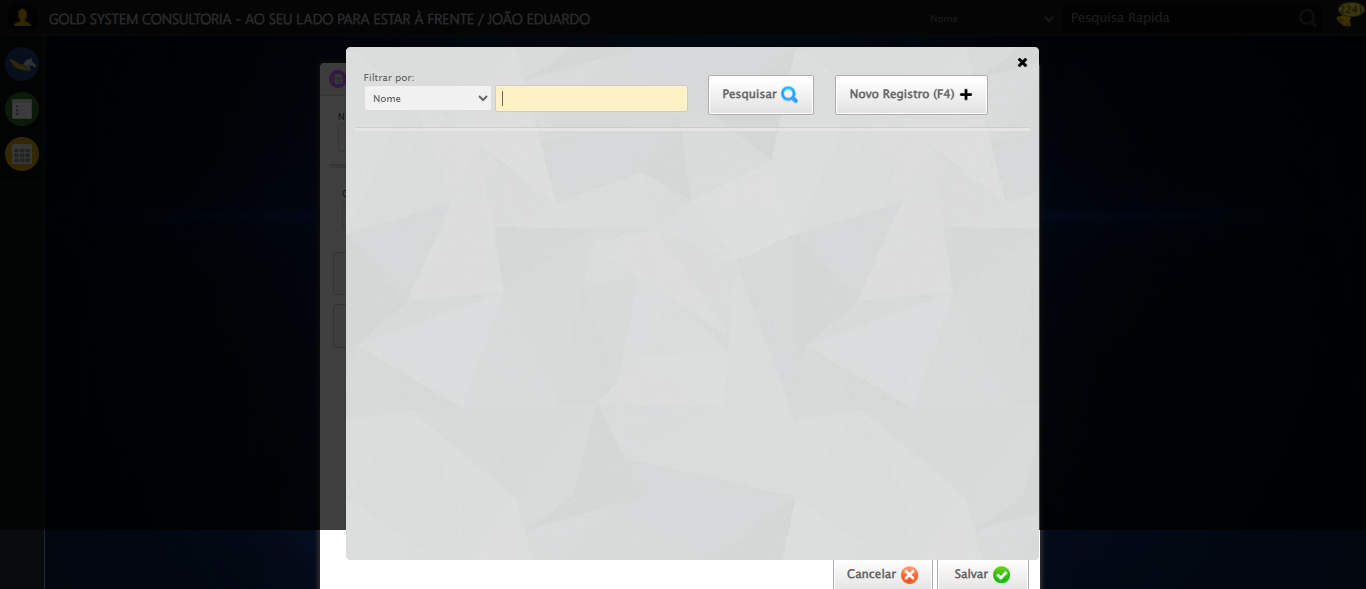 GOLD SYSTEM CONSULTORIA - AO SEU LADO PARA ESTAR À FRENTE / JOÃO EDUARDO
Nome
Pesquisa Rapida
224
Filtrar por:
Nome
Pesquisar
Novo Registro (F4)
Cancelar
Salvar